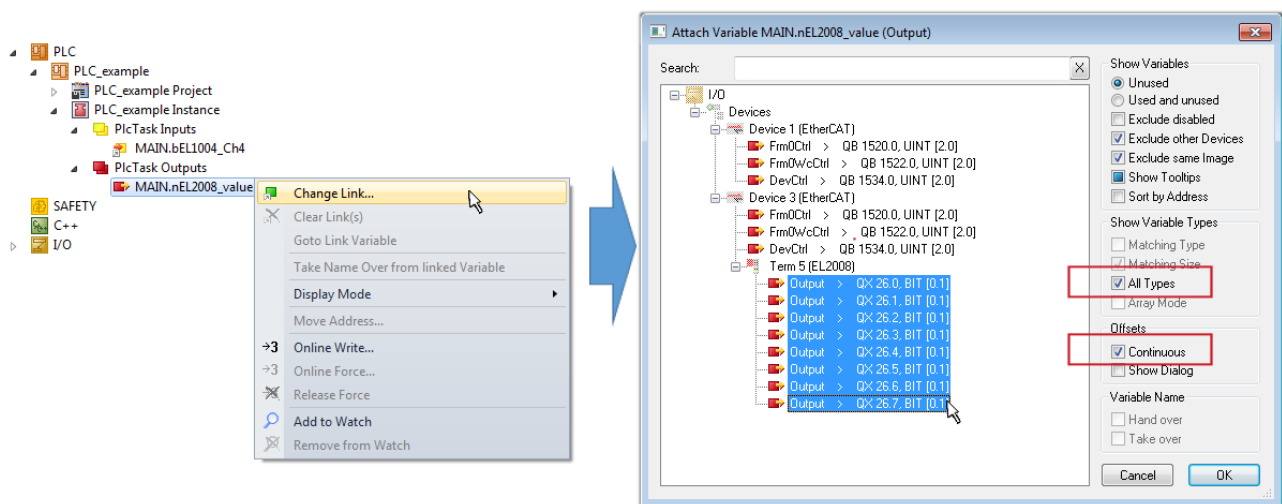 PLC
PLC_example
PLC_example Project
PLC_example Instance
PlcTask Inputs
MAIN.bEL1004_Ch4
PlcTask Outputs
MAIN.nEL2008_value
SAFETY
C++
I/O
Change Link...
Clear Link(s)
Goto Link Variable
Take Name Over from linked Variable
Display Mode
Move Address...
→3 Online Write...
→3 Online Force...
Release Force
Add to Watch
Remove from Watch
Attach Variable MAIN.nEL2008_value (Output)
Search:
I/O
Devices
Device 1 (EtherCAT)
Frm0Ctrl > QB 1520.0, UINT [2.0]
Frm0WcCtrl > QB 1522.0, UINT [2.0]
DevCtrl > QB 1534.0, UINT [2.0]
Device 3 (EtherCAT)
Frm0Ctrl > QB 1520.0, UINT [2.0]
Frm0WcCtrl > QB 1522.0, UINT [2.0]
DevCtrl > QB 1534.0, UINT [2.0]
Term 5 (EL2008)
Output > QX 26.0, BIT [0.1]
Output > QX 26.1, BIT [0.1]
Output > QX 26.2, BIT [0.1]
Output > QX 26.3, BIT [0.1]
Output > QX 26.4, BIT [0.1]
Output > QX 26.5, BIT [0.1]
Output > QX 26.6, BIT [0.1]
Output > QX 26.7, BIT [0.1]
Show Variables
Unused
Used and unused
Exclude disabled
Exclude other Devices
Exclude same Image
Show Tooltips
Sort by Address
Show Variable Types
Matching Type
Matching Size
All Types
Array Mode
Offsets
Continuous
Show Dialog
Variable Name
Hand over
Take over
Cancel
OK